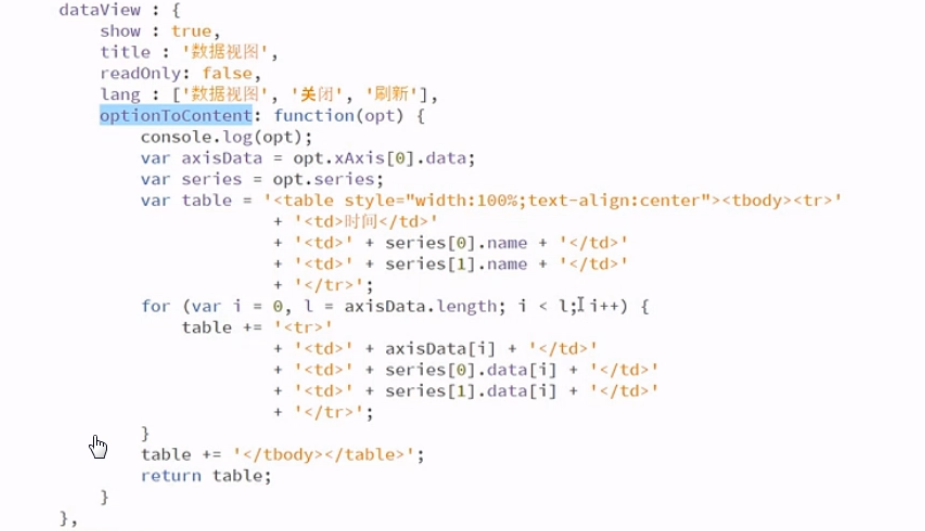 dataView : {
show : true,
title : '数据视图',
readOnly: false,
lang : ['数据视图', '关闭', '刷新'],
optionToContent: function(opt) {
console.log(opt);
var axisData = opt.xAxis[0].data;
var series = opt.series;
var table = '<table style="width:100%;text-align:center"><tbody><tr>'
+ '<td>时间</td>'
+ '<td>' + series[0].name + '</td>'
+ '<td>' + series[1].name + '</td>'
+ '</tr>';
for (var i = 0, l = axisData.length; i < l; i++) {
table += '<tr>'
+ '<td>' + axisData[i] + '</td>'
+ '<td>' + series[0].data[i] + '</td>'
+ '<td>' + series[1].data[i] + '</td>'
+ '</tr>';
}
table += '</tbody></table>';
return table;
}
},